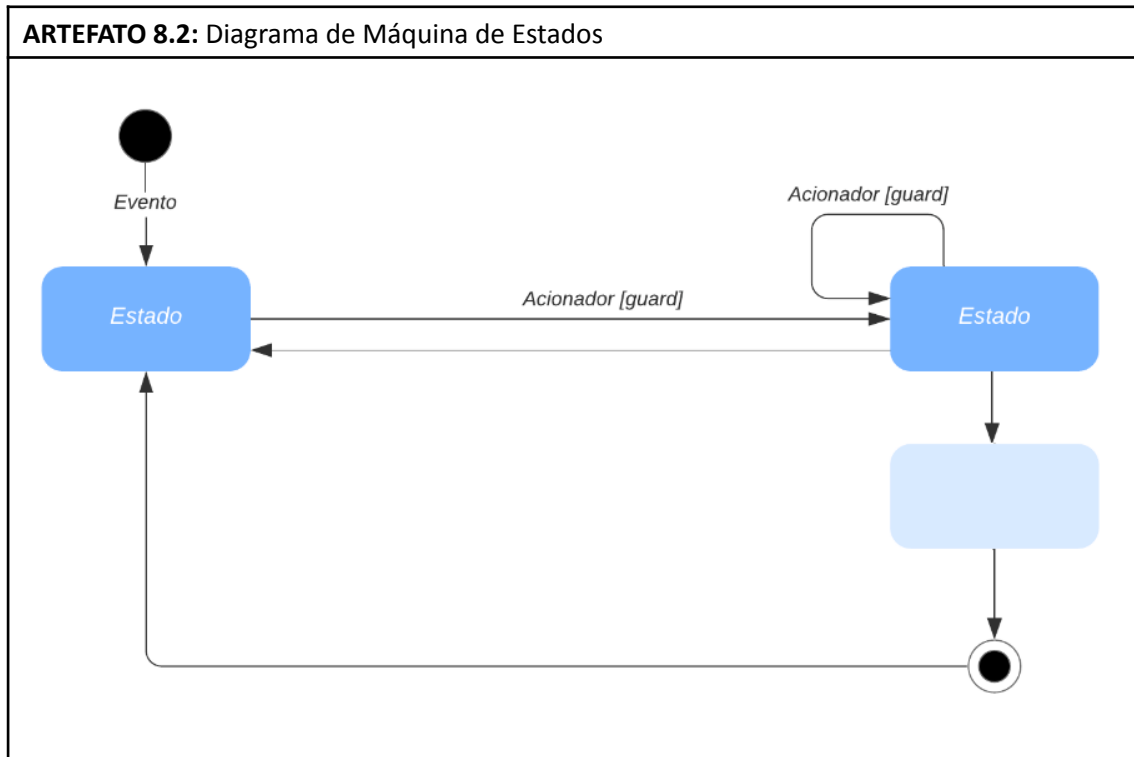 ARTEFATO 8.2: Diagrama de Máquina de Estados
Evento
Acionador [guard]
Estado
Acionador [guard]
Estado